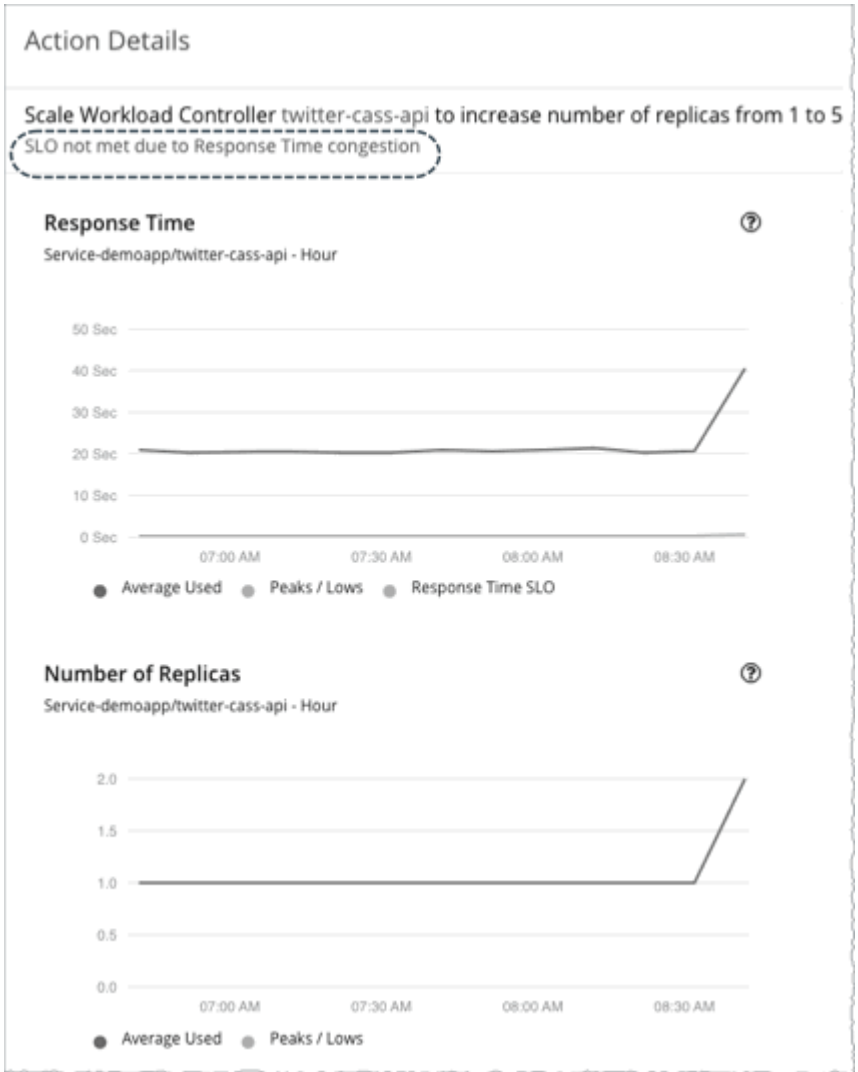 Action Details
Scale Workload Controller twitter-cass-api to increase number of replicas from 1 to 5
SLO not met due to Response Time congestion
Response Time
Service-demoapp/twitter-cass-api - Hour
50 Sec
40 Sec
30 Sec
20 Sec
10 Sec
0 Sec
07:00 AM 07:30 AM 08:00 AM 08:30 AM
Average Used Peaks / Lows Response Time SLO
Number of Replicas
Service-demoapp/twitter-cass-api - Hour
2.0
1.5
1.0
0.5
0.0
07:00 AM 07:30 AM 08:00 AM 08:30 AM
Average Used Peaks / Lows